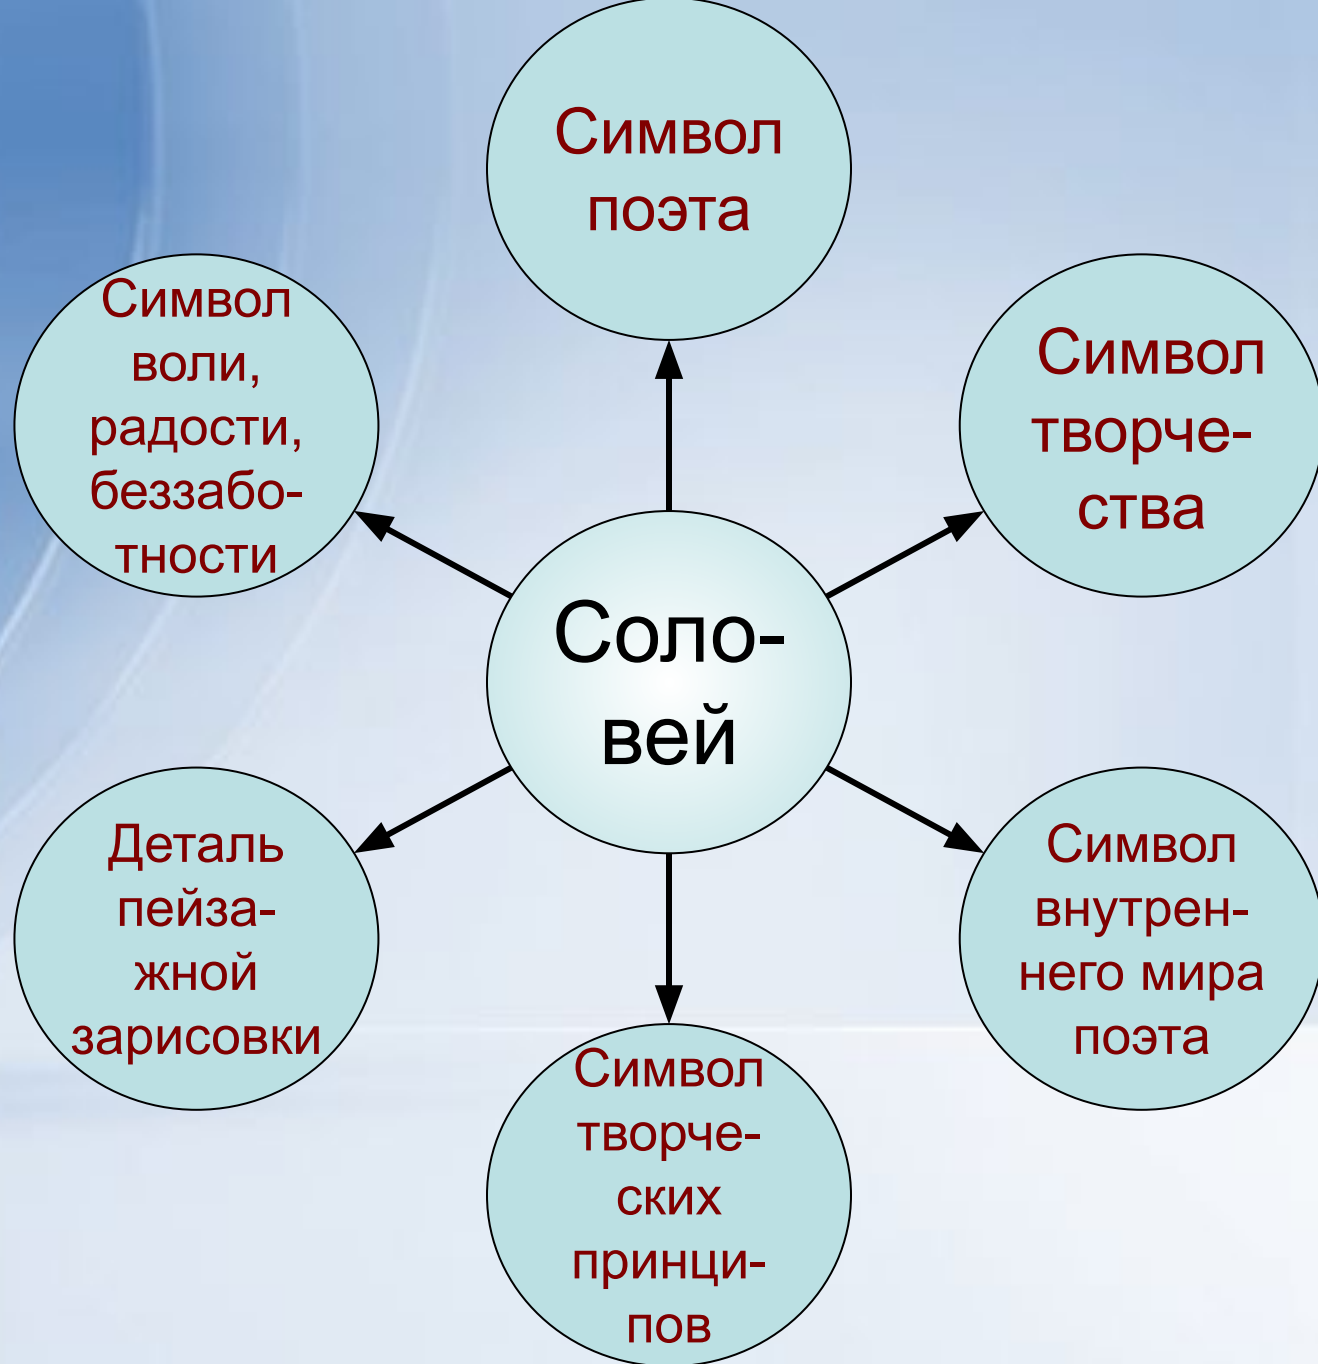 Символ
поэта
Символ
воли,
радости,
беззабо-
тности
Символ
творче-
ства
Соло-
вей
Деталь
пейза-
жной
зарисовки
Символ
внутрен-
него мира
поэта
Символ
творче-
ских
принци-
пов